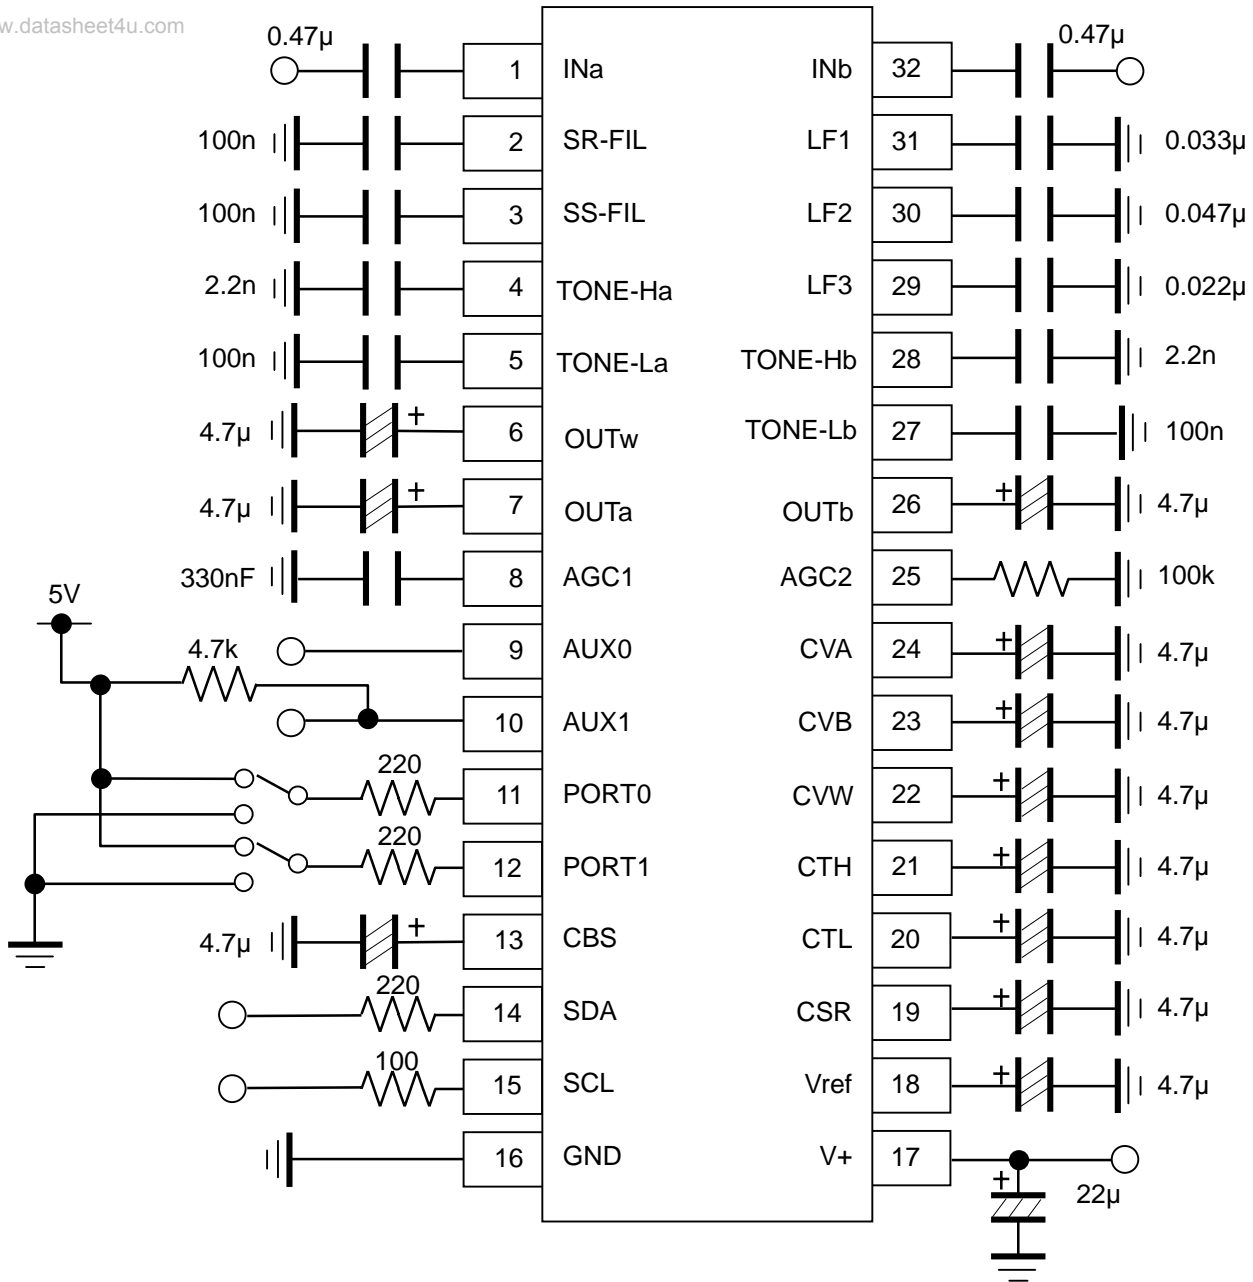 w.datasheet4u.com
0.47µ 1 INa INb 32 0.47µ
100n 2 SR-FIL LF1 31 0.033µ
100n 3 SS-FIL LF2 30 0.047µ
2.2n 4 TONE-Ha LF3 29 0.022µ
100n 5 TONE-La TONE-Hb 28 2.2n
4.7µ + 6 OUTw TONE-Lb 27 100n
4.7µ + 7 OUTa OUTb 26 + 4.7µ
330nF 8 AGC1 AGC2 25 100k
5V
9 AUX0 CVA 24 + 4.7µ
4.7k
10 AUX1 CVB 23 + 4.7µ
220
11 PORT0 CVW 22 + 4.7µ
220
12 PORT1 CTH 21 + 4.7µ
4.7µ + 13 CBS CTL 20 + 4.7µ
220
14 SDA CSR 19 + 4.7µ
100
15 SCL Vref 18 + 4.7µ
16 GND V+ 17
+ 22µ